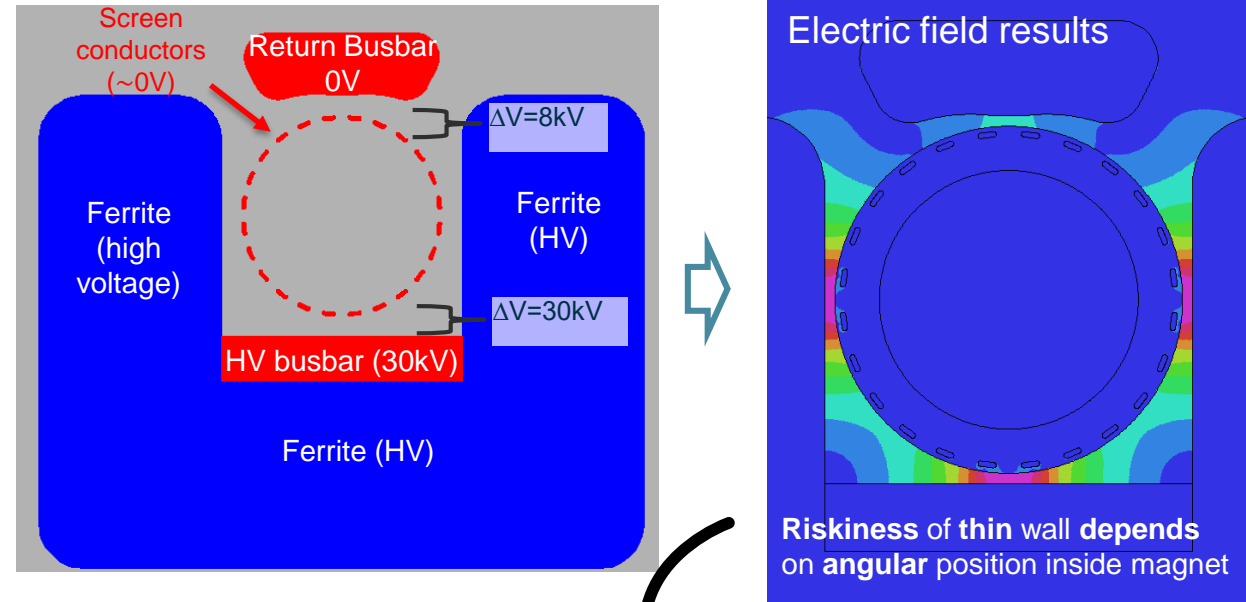 Screen
conductors
(~0V)
Return Busbar
0V
ΔV=8kV
Ferrite
(high
voltage)
Ferrite
(HV)
ΔV=30kV
HV busbar (30kV)
Ferrite (HV)
Electric field results
Riskiness of thin wall depends
on angular position inside magnet